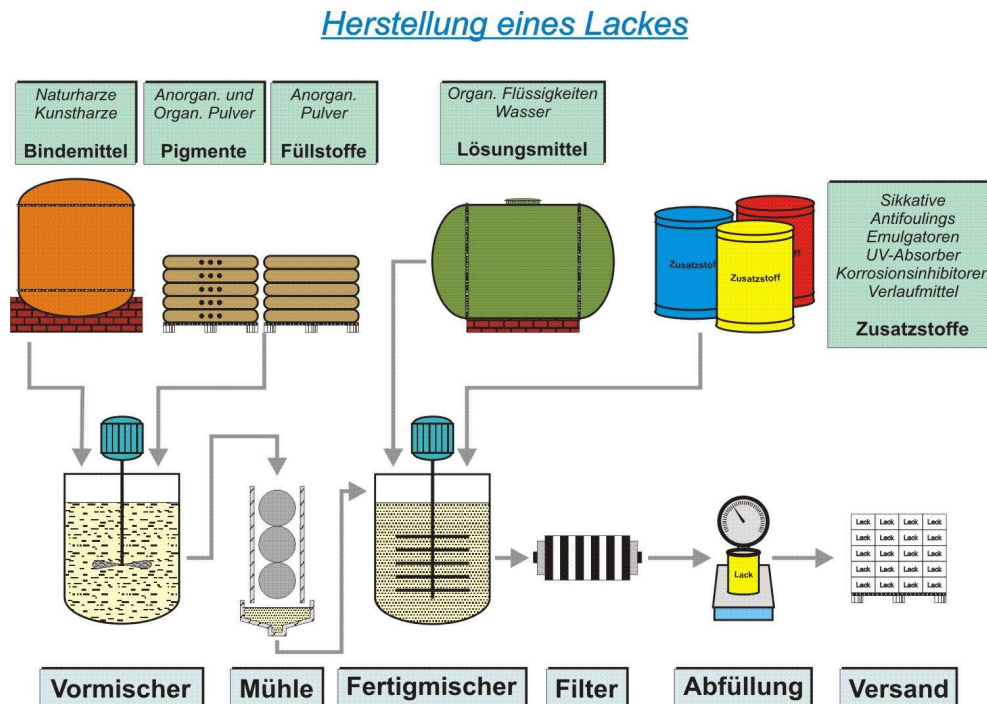 Herstellung eines Lackes
Naturharze
Kunstharze
Bindemittel
Anorgan. und
Organ. Pulver
Pigmente
Anorgan.
Pulver
Füllstoffe
Organ. Flüssigkeiten
Wasser
Lösungsmittel
Sikkative
Antifoulings
Emulgatoren
UV-Absorber
Korrosionsinhibitoren
Verlaufmittel
Zusatzstoffe
Zusatzstoff
Zusatzstoff
ff
Lack
Lack Lack Lack Lack
Lack Lack Lack Lack
Lack Lack Lack Lack
Lack Lack Lack Lack
Lack Lack Lack Lack
Vormischer
Mühle
Fertigmischer
Filter
Abfüllung
Versand